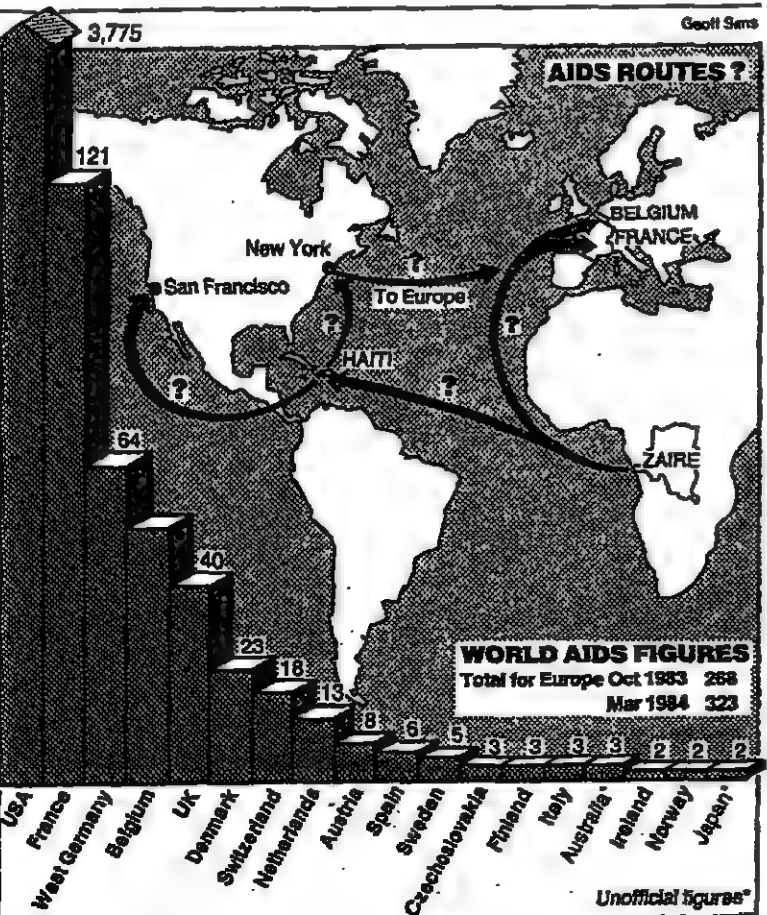 Geoff Sims
3,775
AIDS ROUTES ?
121
BELGIUM
FRANCE
New York
?
San Francisco
To Europe
?
?
HAITI
?
?
64
ZAIRE
40
WORLD AIDS FIGURES
23
Total for Europe Oct 1983 268
18
Mar 1984 323
13
8
6
5
3
3
3
3
2
2
2
USA
France
West Germany
Belgium
UK
Denmark
Switzerland
Netherlands
Austria
Spain
Sweden
Czechoslovakia
Finland
Italy
Australia*
Ireland
Norway
Japan*
Unofficial figures*